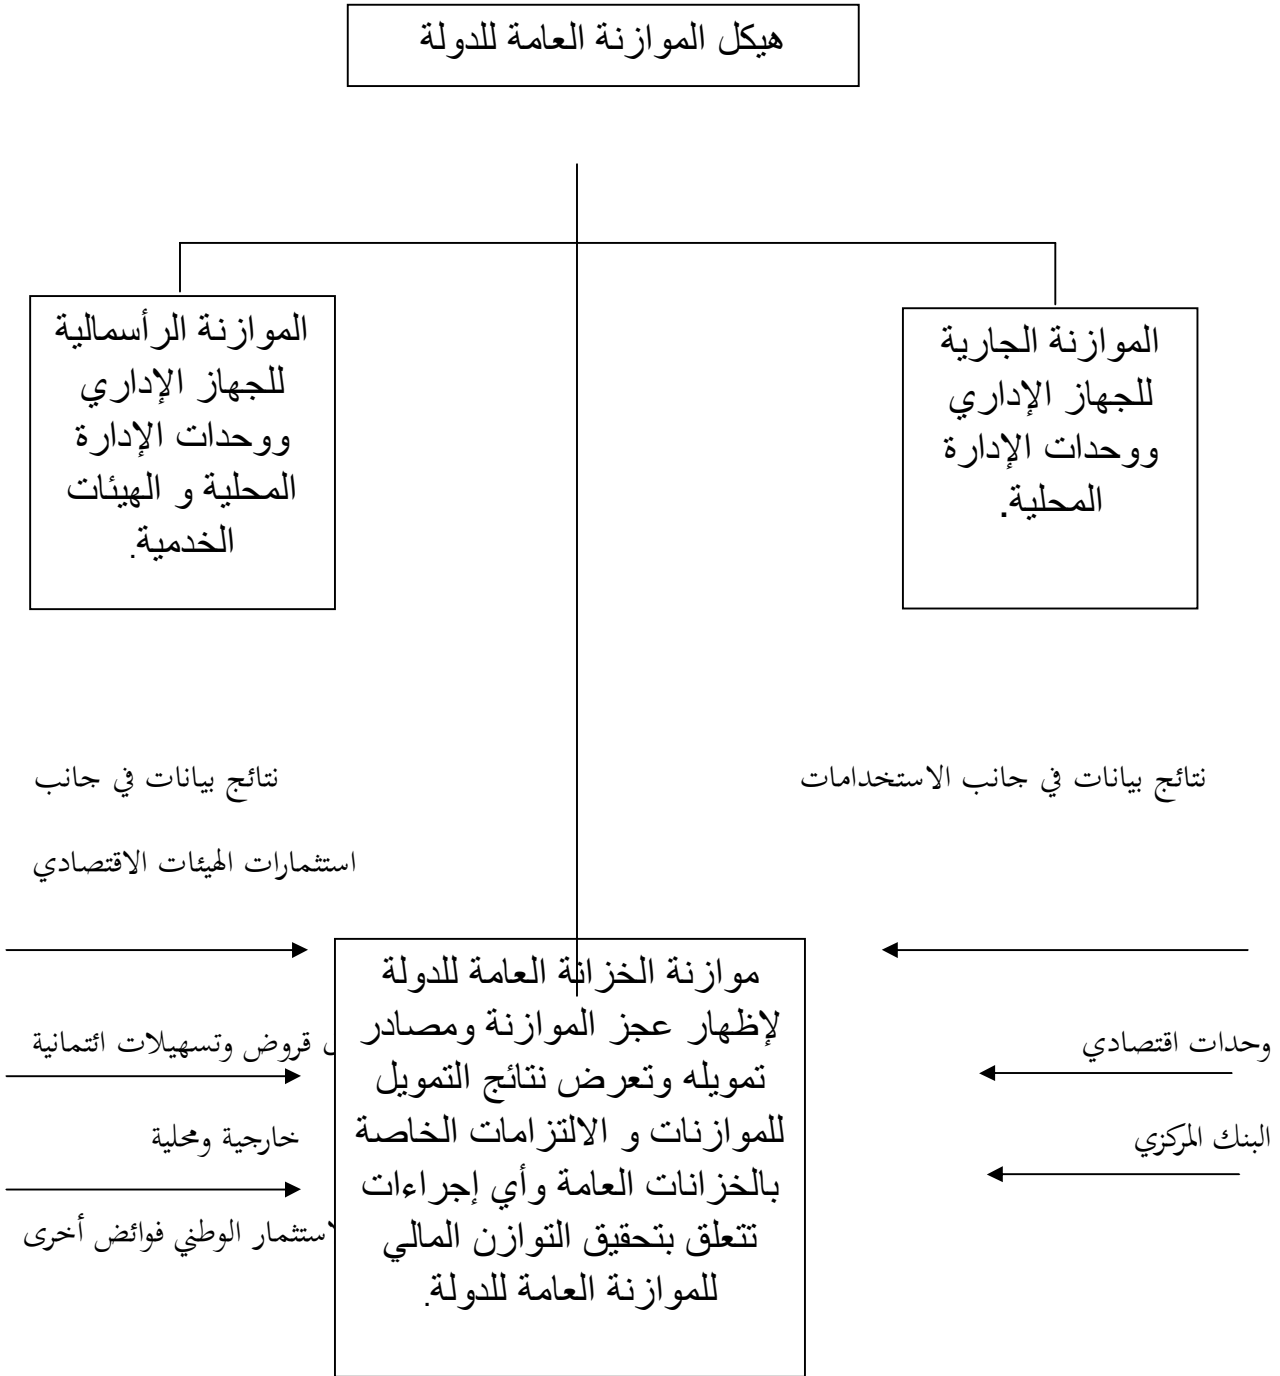 هيكل الموازنة العامة للدولة
الموازنة الجارية
للجهاز الإداري
ووحدات الإدارة
المحلية.
الموازنة الرأسمالية
للجهاز الإداري
ووحدات الإدارة
المحلية و الهيئات
الخدمية.
نتائج بيانات في جانب الاستخدامات
نتائج بيانات في جانب
استثمارات الهيئات الاقتصادي
وحدات اقتصادي
البنك المركزي
موازنة الخزانة العامة للدولة
لإظهار عجز الموازنة ومصادر
تمويله وتعرض نتائج التمويل
للموازنات و الالتزامات الخاصة
بالخزانات العامة وأي إجراءات
تتعلق بتحقيق التوازن المالي
للموازنة العامة للدولة.
قروض وتسهيلات ائتمانية
خارجية ومحلية
الوطني فوائض أخرى